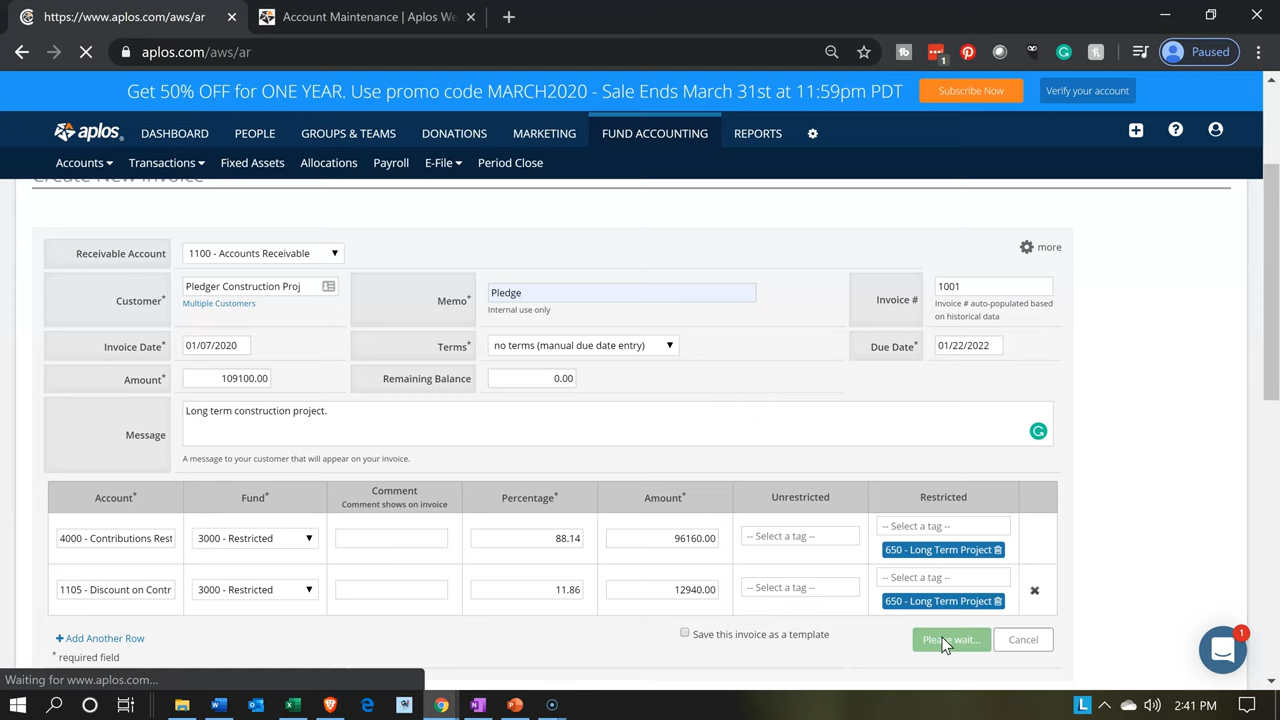 https://www.aplos.com/aws/ar
Account Maintenance | Aplos We
aplos.com/aws/ar
1
Paused
Get 50% OFF for ONE YEAR. Use promo code MARCH2020 - Sale Ends March 31st at 11:59pm PDT
Subscribe Now
Verify your account
aplos
DASHBOARD PEOPLE GROUPS & TEAMS DONATIONS MARKETING FUND ACCOUNTING REPORTS
Accounts Transactions Fixed Assets Allocations Payroll E-File Period Close
Create New Invoice
Receivable Account 1100 - Accounts Receivable more
Customer* Pledger Construction Proj
Multiple Customers
Memo* Pledge
Internal use only
Invoice # 1001
Invoice # auto-populated based
on historical data
Invoice Date* 01/07/2020 Terms* no terms (manual due date entry) Due Date* 01/22/2022
Amount* 109100.00 Remaining Balance 0.00
Message Long term construction project.
A message to your customer that will appear on your invoice.
Account* Fund* Comment Percentage* Amount* Unrestricted Restricted
Comment shows on invoice
4000 - Contributions Rest 3000 - Restricted 88.14 96160.00 -- Select a tag -- -- Select a tag --
650 - Long Term Project
1105 - Discount on Contr 3000 - Restricted 11.86 12940.00 -- Select a tag -- -- Select a tag --
650 - Long Term Project
+ Add Another Row Save this invoice as a template Please wait... Cancel
* required field
1
Waiting for www.aplos.com...
2:41 PM